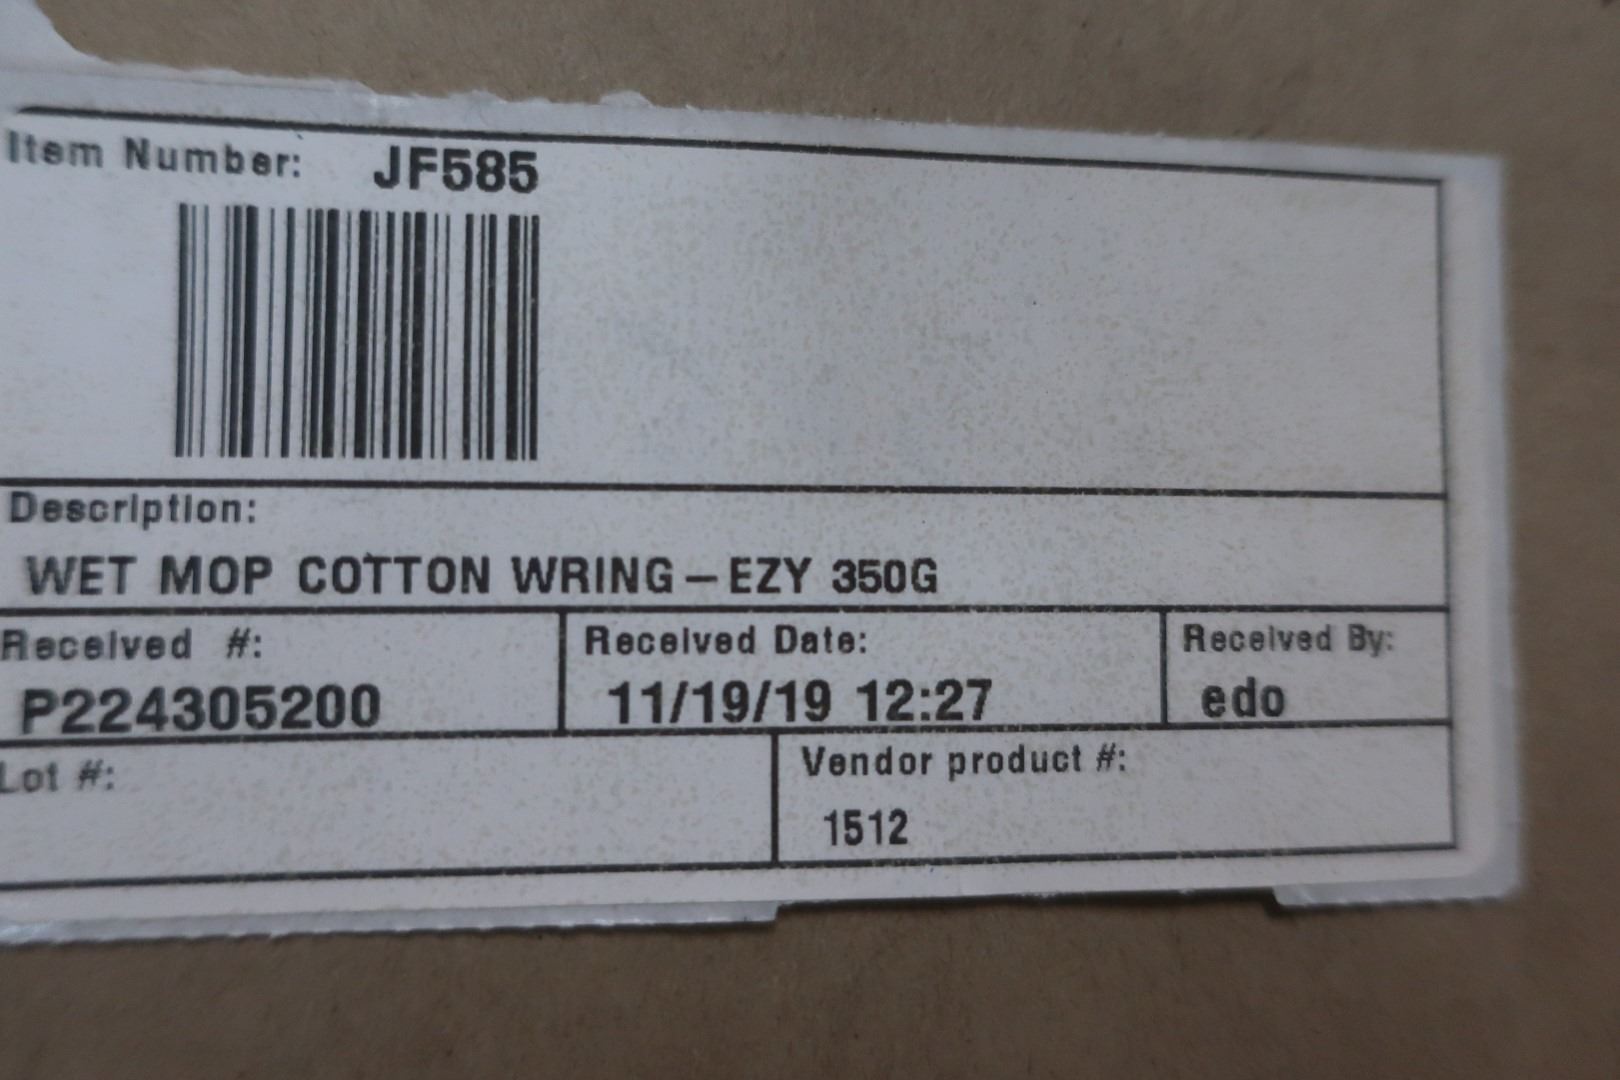 Item Number: JF585
Description:
WET MOP COTTON WRING-EZY 350G
Received #: Received Date: Received By:
P224305200 11/19/19 12:27 edo
Lot #: Vendor product #:
1512